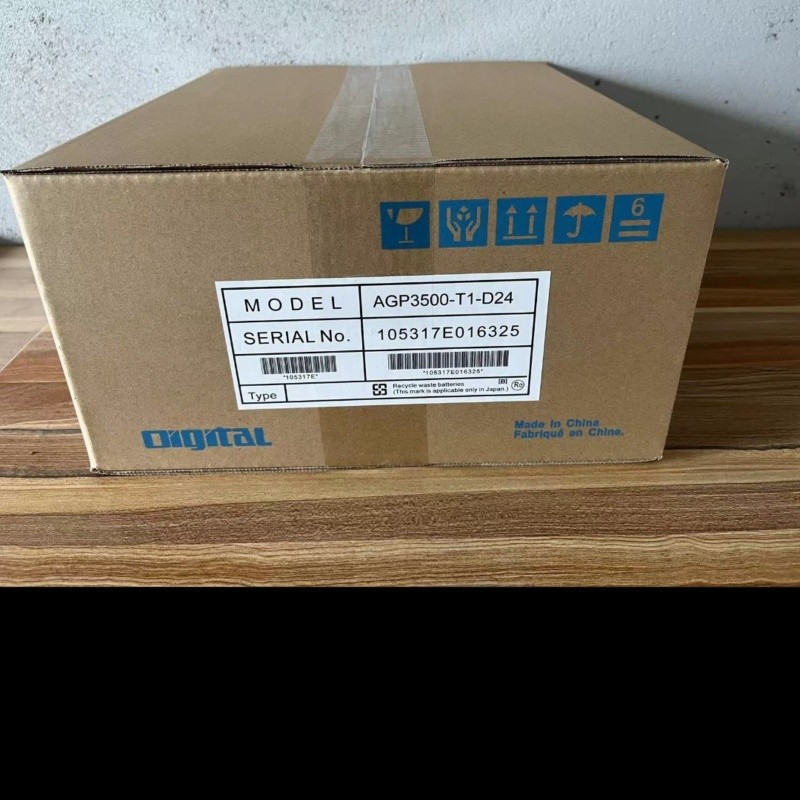 6
MODEL AGP3500-T1-D24
SERIAL No. 105317E016325
*105317E* *105317E016325*
Type
Recycle waste batteries
(This mark is applicable only in Japan.)
[B]
Ro
Digital
Made in China
Fabriqué en Chine.